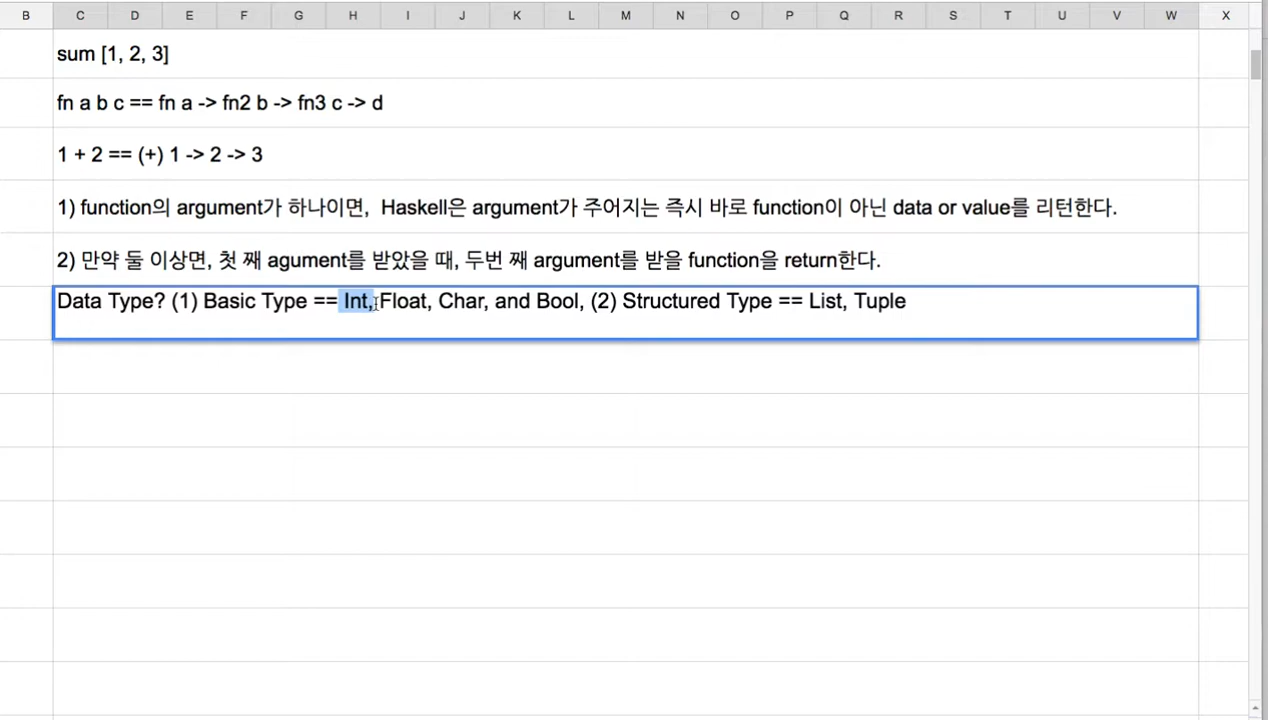 B C D E F G H I J K L M N O P Q R S T U V W X
sum [1, 2, 3]
fn a b c == fn a -> fn2 b -> fn3 c -> d
1 + 2 == (+) 1 -> 2 -> 3
1) function의 argument가 하나이면, Haskell은 argument가 주어지는 즉시 바로 function이 아닌 data or value를 리턴한다.
2) 만약 둘 이상면, 첫 째 agument를 받았을 때, 두번 째 argument를 받을 function을 return한다.
Data Type? (1) Basic Type == Int, Float, Char, and Bool, (2) Structured Type == List, Tuple